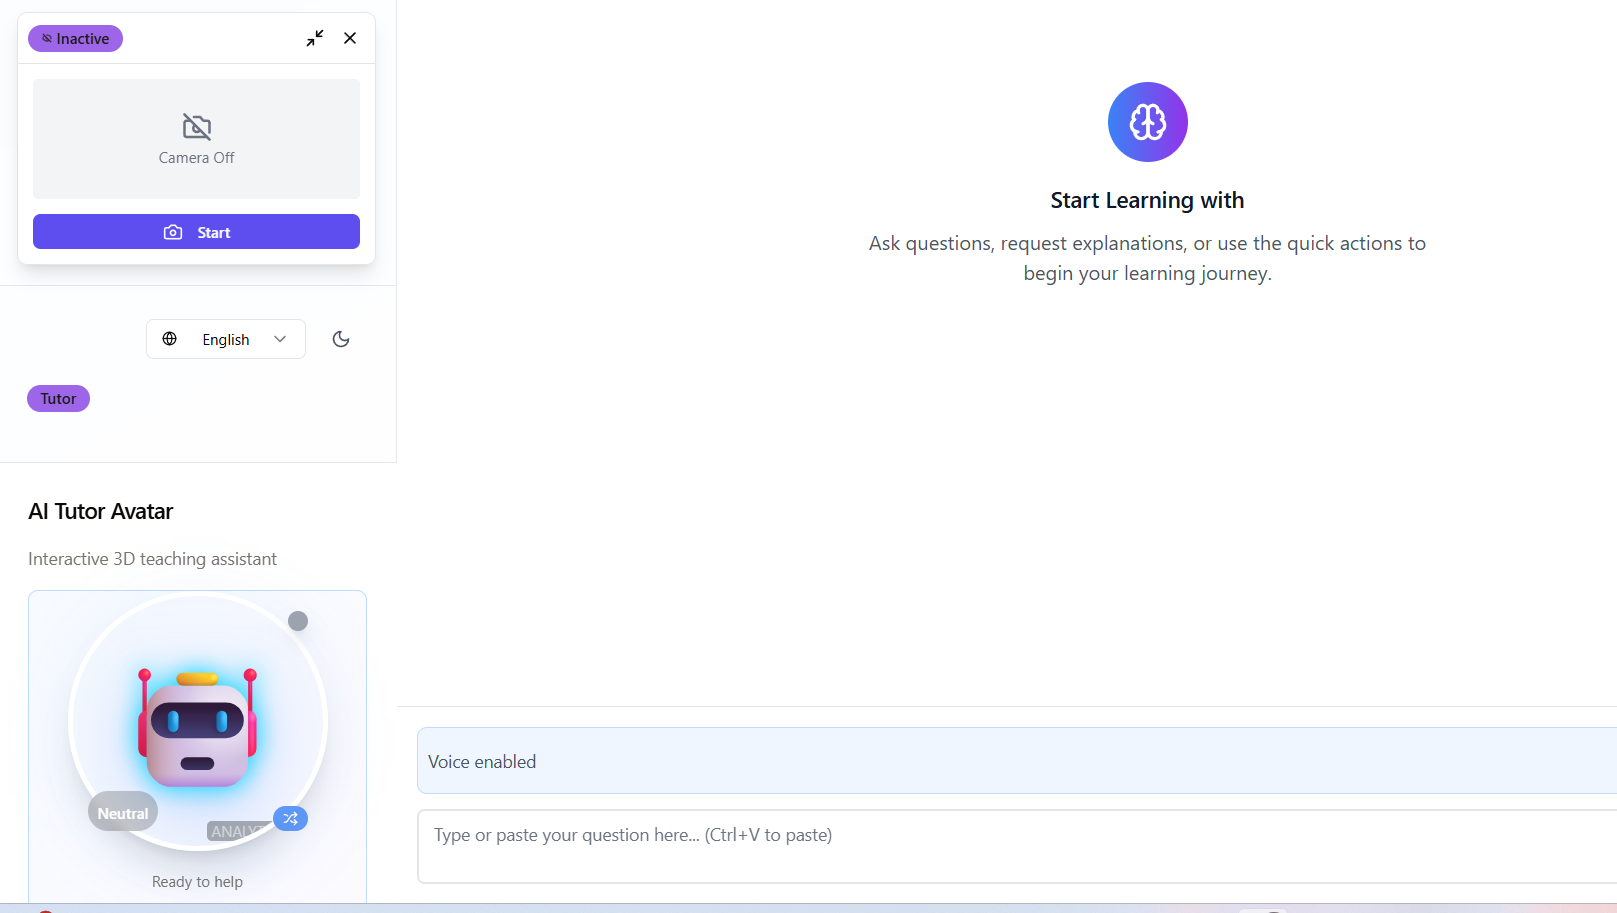 Inactive
Camera Off
Start
English
Tutor
AI Tutor Avatar
Interactive 3D teaching assistant
Neutral
Ready to help
Start Learning with
Ask questions, request explanations, or use the quick actions to
begin your learning journey.
Voice enabled
Type or paste your question here... (Ctrl+V to paste)